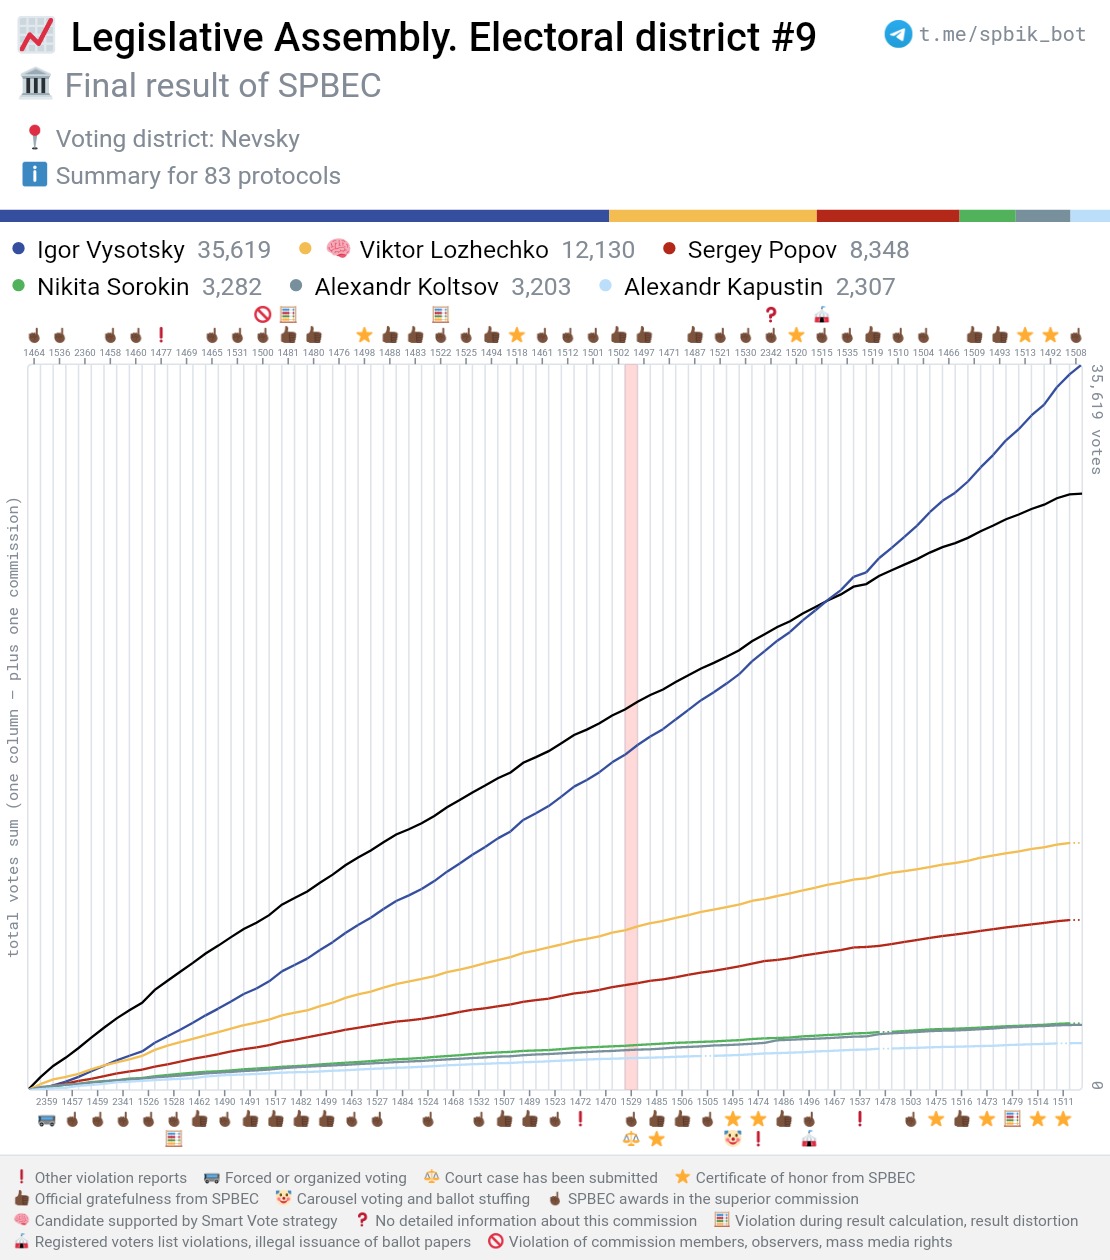 Legislative Assembly. Electoral district #9
t.me/spbik_bot
Final result of SPBEC
Voting district: Nevsky
Summary for 83 protocols
Igor Vysotsky 35,619 Viktor Lozhechko 12,130 Sergey Popov 8,348
Nikita Sorokin 3,282 Alexandr Koltsov 3,203 Alexandr Kapustin 2,307
1464 1536 2360 1458 1460 1477 1469 1465 1531 1500 1481 1480 1476 1498 1488 1483 1522 1525 1494 1518 1461 1512 1501 1502 1497 1471 1487 1521 1530 2342 1520 1515 1535 1519 1510 1504 1466 1509 1493 1513 1492 1508
35,619 votes
total votes sum (one column – plus one commission)
0
2359 1457 1459 2341 1526 1528 1462 1490 1491 1517 1482 1499 1463 1527 1484 1524 1468 1532 1507 1489 1523 1472 1470 1529 1485 1506 1505 1495 1474 1486 1496 1467 1537 1478 1503 1475 1516 1473 1479 1514 1511
Other violation reports Forced or organized voting Court case has been submitted Certificate of honor from SPBEC
Official gratefulness from SPBEC Carousel voting and ballot stuffing SPBEC awards in the superior commission
Candidate supported by Smart Vote strategy No detailed information about this commission Violation during result calculation, result distortion
Registered voters list violations, illegal issuance of ballot papers Violation of commission members, observers, mass media rights